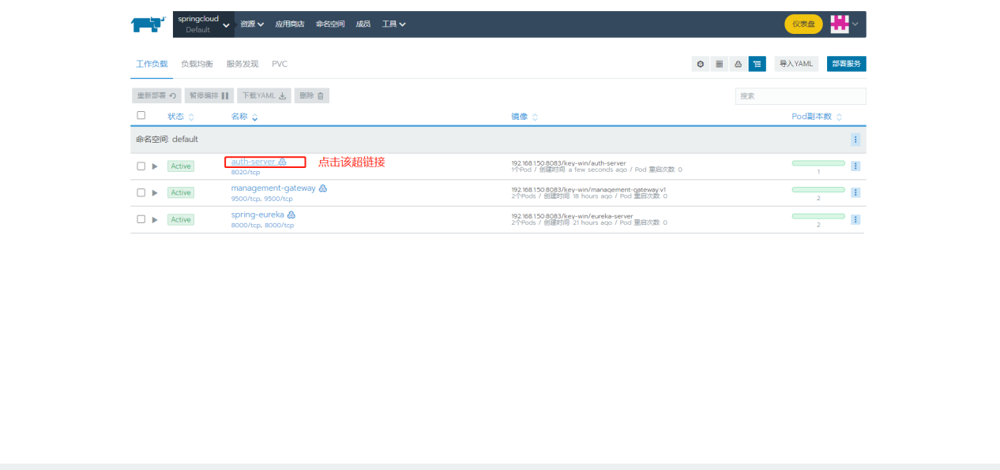 springcloud
Default
资源 应用商店 命名空间 成员 工具
仪表盘
工作负载 负载均衡 服务发现 PVC
导入YAML 部署服务
重新部署 暂停编排 下载YAML 删除
搜索
状态 名称 镜像 Pod副本数
命名空间: default
Active auth-server 点击该超链接 192.168.1.50:8083/key-win/auth-server
8020/tcp 1个Pod / 创建时间: a few seconds ago / Pod 重启次数: 0 1
Active management-gateway 192.168.1.50:8083/key-win/management-gateway:v1
9500/tcp, 9500/tcp 2个Pods / 创建时间: 18 hours ago / Pod 重启次数: 0 2
Active spring-eureka 192.168.1.50:8083/key-win/eureka-server
8000/tcp, 8000/tcp 2个Pods / 创建时间: 21 hours ago / Pod 重启次数: 0 2